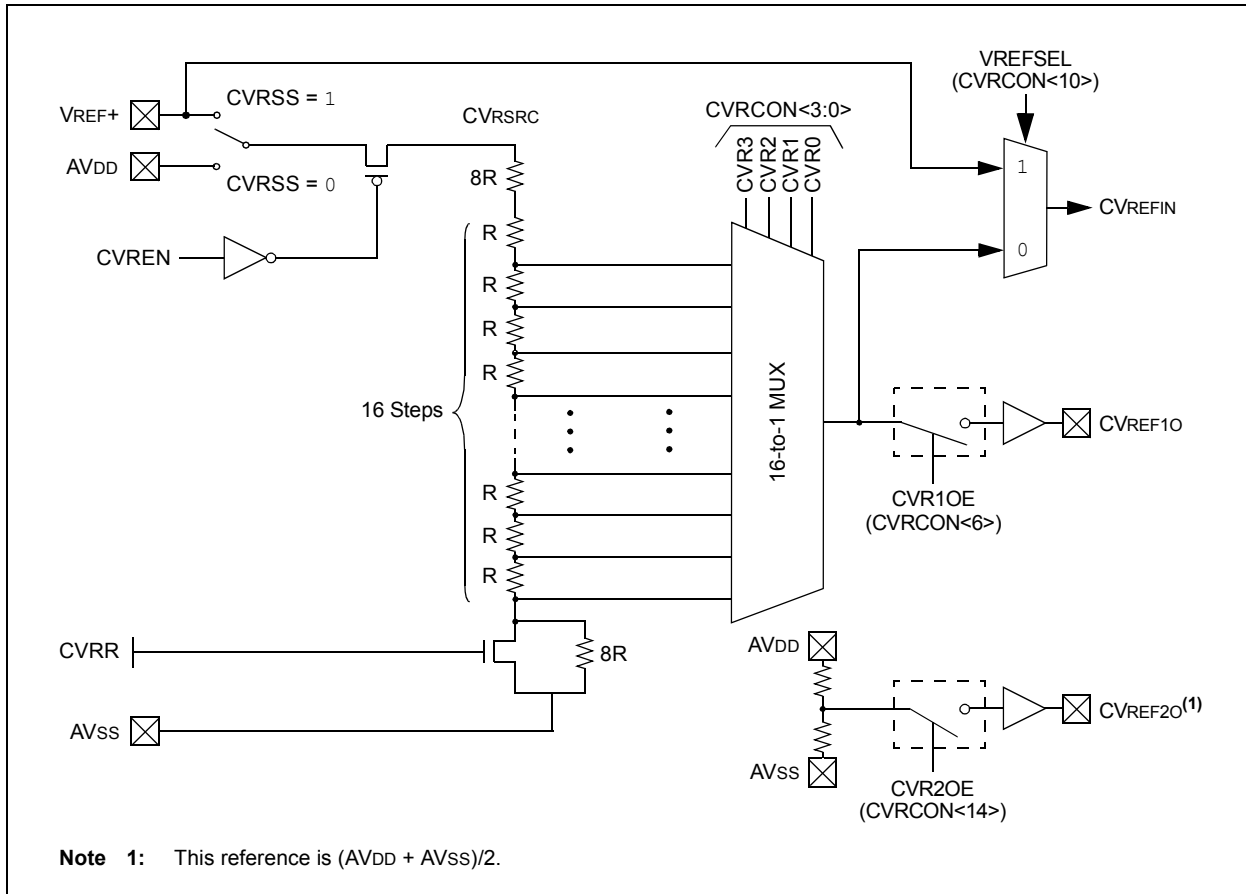 VREF+
CVRSS = 1
AVDD
CVRSS = 0
CVREN
CVRSRC
8R
R
R
R
R
16 Steps
R
R
R
CVRR
8R
AVSS
CVRCON<3:0>
CVR3
CVR2
CVR1
CVR0
16-to-1 MUX
VREFSEL
(CVRCON<10>)
1
0
CVREFIN
CVREF1O
CVR1OE
(CVRCON<6>)
AVDD
AVSS
CVREF2O(1)
CVR2OE
(CVRCON<14>)
Note 1: This reference is (AVDD + AVSS)/2.